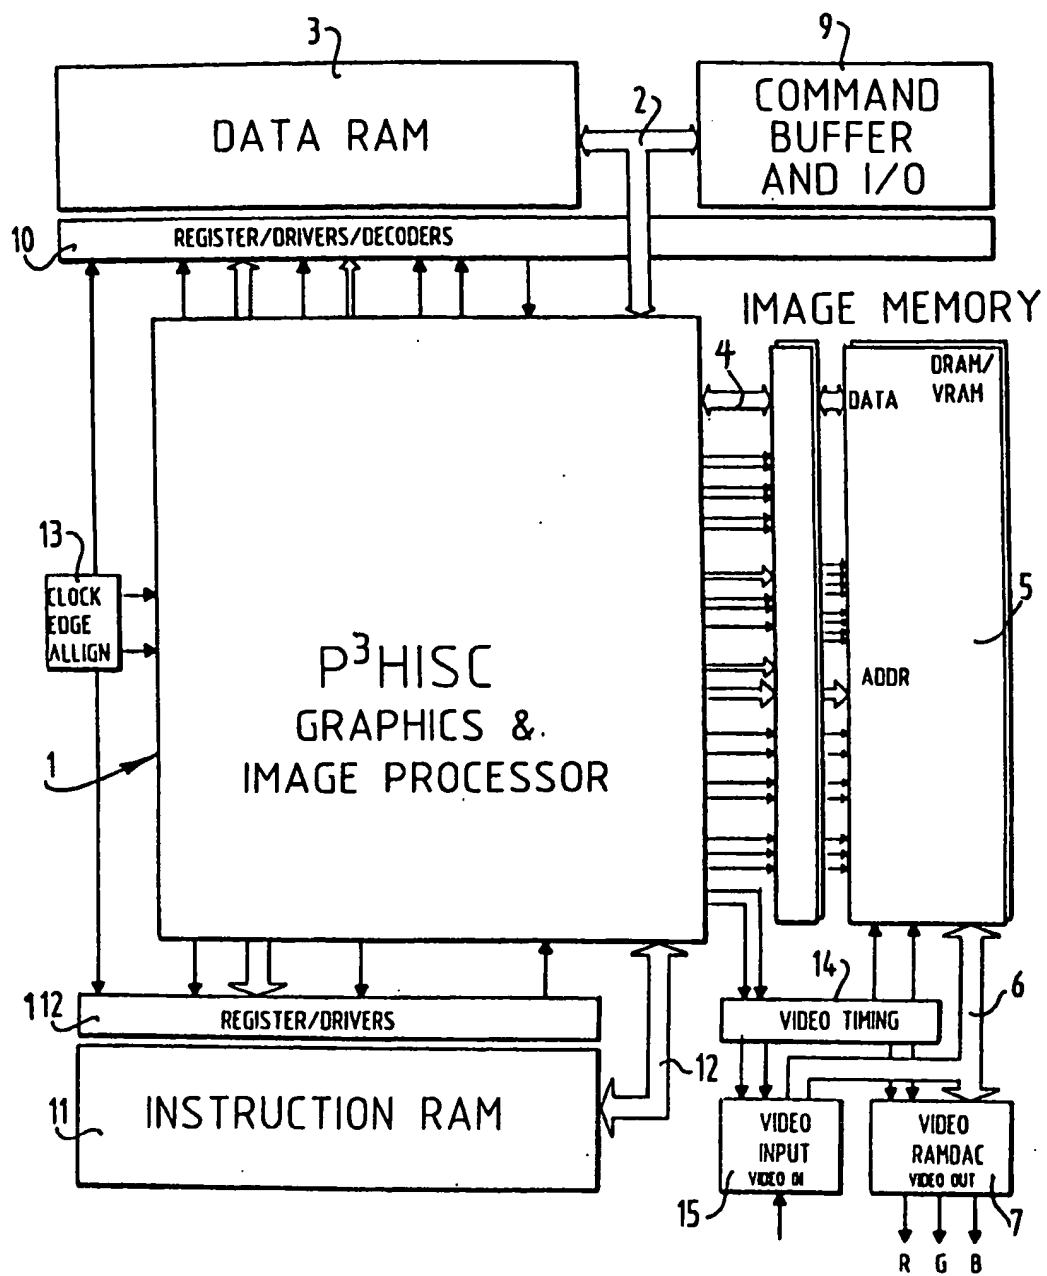 3
9
DATA RAM
2
COMMAND
BUFFER
AND I/O
10
REGISTER/DRIVERS/DECODERS
IMAGE MEMORY
4
DRAM/
VRAM
DATA
13
CLOCK
EDGE
ALLIGN
5
P³HISC
GRAPHICS &
IMAGE PROCESSOR
ADDR
1
14
6
112
REGISTER/DRIVERS
VIDEO TIMING
12
11
INSTRUCTION RAM
VIDEO
INPUT
VIDEO IN
VIDEO
RAMDAC
VIDEO OUT
15
7
R G B